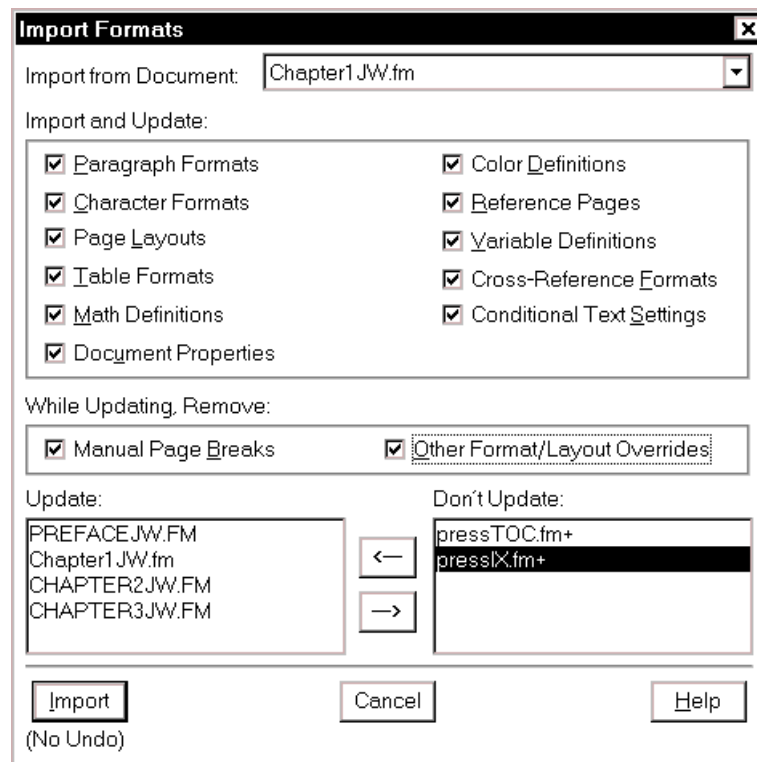 Import Formats
Import from Document: Chapter1JW.fm
Import and Update:
Paragraph Formats
Character Formats
Page Layouts
Table Formats
Math Definitions
Document Properties
Color Definitions
Reference Pages
Variable Definitions
Cross-Reference Formats
Conditional Text Settings
While Updating, Remove:
Manual Page Breaks
Other Format/Layout Overrides
Update:
PREFACEJW.FM
Chapter1JW.fm
CHAPTER2JW.FM
CHAPTER3JW.FM
Don't Update:
pressTOC.fm+
pressIX.fm+
Import
Cancel
Help
(No Undo)